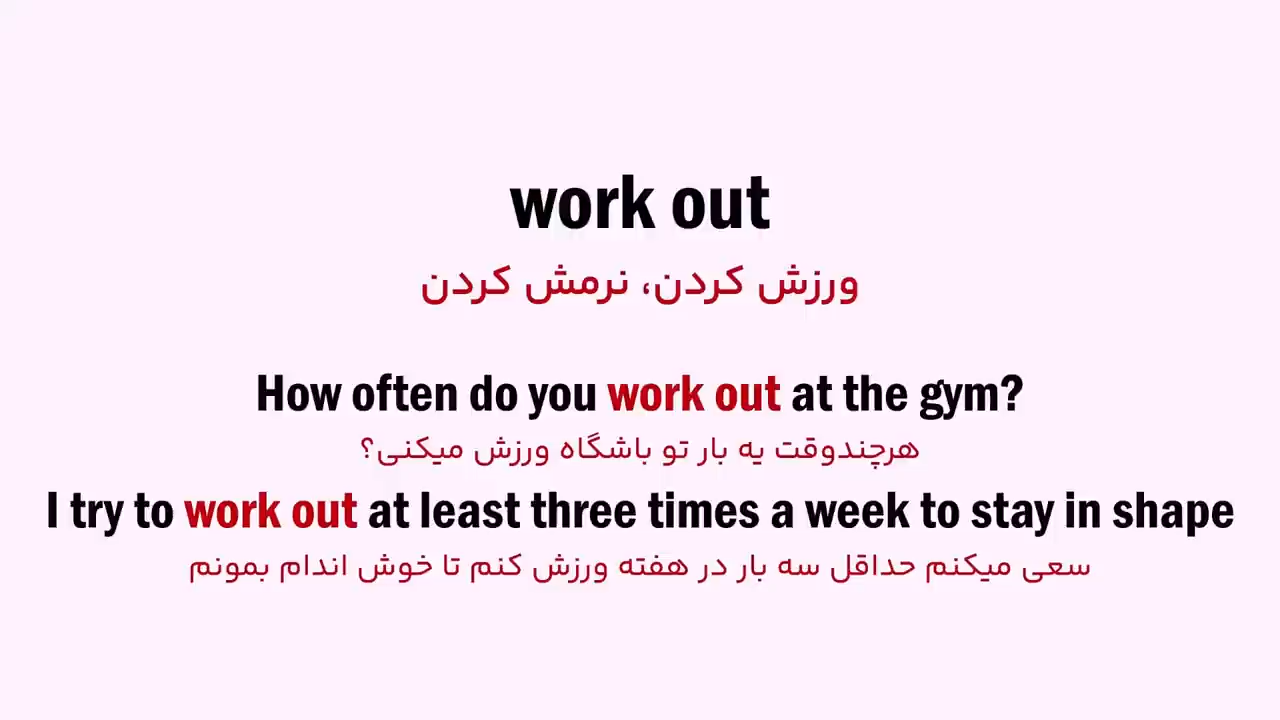 work out
ورزش کردن، نرمش کردن
How often do you work out at the gym?
هرچندوقت یه بار تو باشگاه ورزش میکنی؟
I try to work out at least three times a week to stay in shape
سعی میکنم حداقل سه بار در هفته ورزش کنم تا خوش اندام بمونم